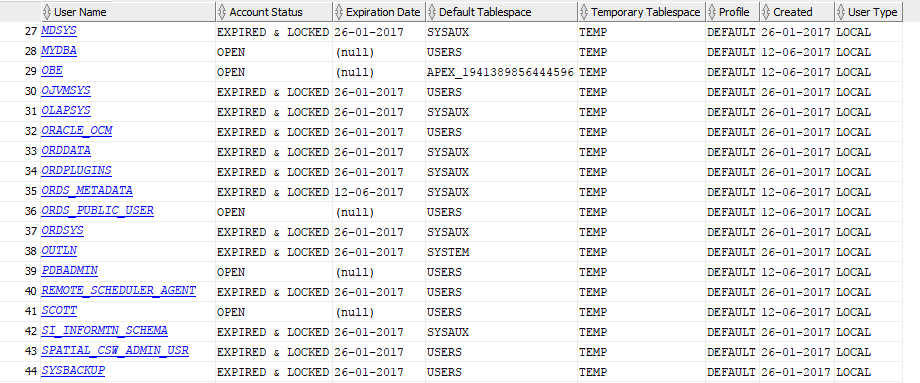 User Name Account Status Expiration Date Default Tablespace Temporary Tablespace Profile Created User Type
27 MDSYS EXPIRED & LOCKED 26-01-2017 SYSAUX TEMP DEFAULT 26-01-2017 LOCAL
28 MYDBA OPEN (null) USERS TEMP DEFAULT 12-06-2017 LOCAL
29 OBE OPEN (null) APEX_1941389856444596 TEMP DEFAULT 12-06-2017 LOCAL
30 OJVMSYS EXPIRED & LOCKED 26-01-2017 USERS TEMP DEFAULT 26-01-2017 LOCAL
31 OLAPSYS EXPIRED & LOCKED 26-01-2017 SYSAUX TEMP DEFAULT 26-01-2017 LOCAL
32 ORACLE_OCM EXPIRED & LOCKED 26-01-2017 USERS TEMP DEFAULT 26-01-2017 LOCAL
33 ORDDATA EXPIRED & LOCKED 26-01-2017 SYSAUX TEMP DEFAULT 26-01-2017 LOCAL
34 ORDPLUGINS EXPIRED & LOCKED 26-01-2017 SYSAUX TEMP DEFAULT 26-01-2017 LOCAL
35 ORDS_METADATA EXPIRED & LOCKED 12-06-2017 SYSAUX TEMP DEFAULT 12-06-2017 LOCAL
36 ORDS_PUBLIC_USER OPEN (null) USERS TEMP DEFAULT 12-06-2017 LOCAL
37 ORDSYS EXPIRED & LOCKED 26-01-2017 SYSAUX TEMP DEFAULT 26-01-2017 LOCAL
38 OUTLN EXPIRED & LOCKED 26-01-2017 SYSTEM TEMP DEFAULT 26-01-2017 LOCAL
39 PDBADMIN OPEN (null) USERS TEMP DEFAULT 12-06-2017 LOCAL
40 REMOTE_SCHEDULER_AGENT EXPIRED & LOCKED 26-01-2017 USERS TEMP DEFAULT 26-01-2017 LOCAL
41 SCOTT OPEN (null) USERS TEMP DEFAULT 12-06-2017 LOCAL
42 SI_INFORMTN_SCHEMA EXPIRED & LOCKED 26-01-2017 SYSAUX TEMP DEFAULT 26-01-2017 LOCAL
43 SPATIAL_CSW_ADMIN_USR EXPIRED & LOCKED 26-01-2017 USERS TEMP DEFAULT 26-01-2017 LOCAL
44 SYSBACKUP EXPIRED & LOCKED 26-01-2017 USERS TEMP DEFAULT 26-01-2017 LOCAL